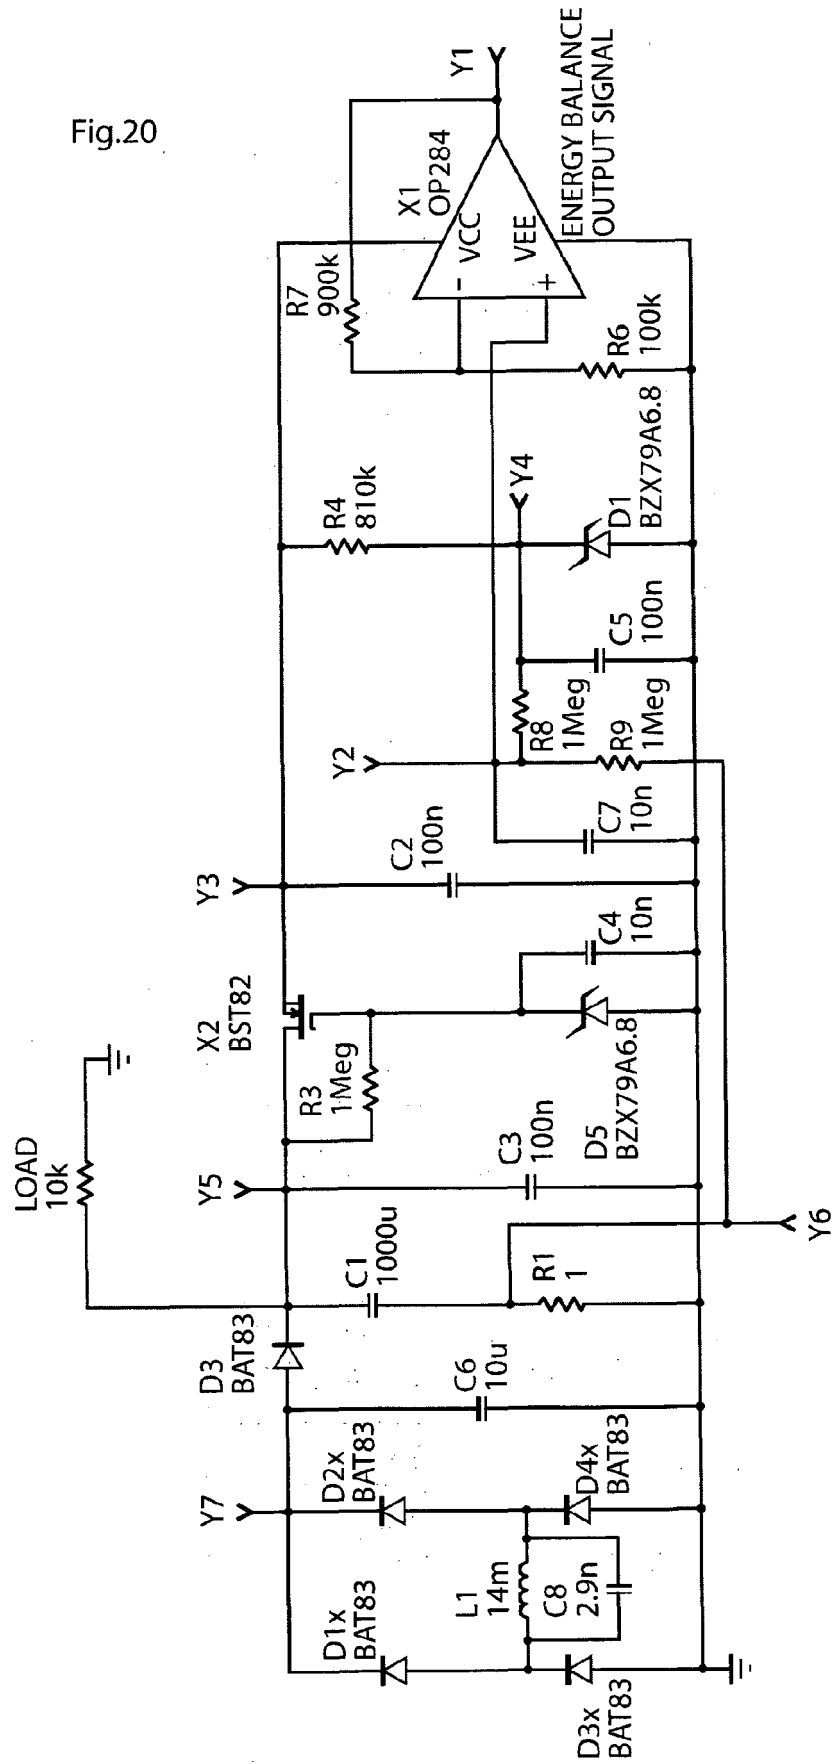 Fig.20
LOAD
10k
Y7
D1x
BAT83
D2x
BAT83
L1
14m
C8
2.9n
D3x
BAT83
D4x
BAT83
C6
10u
D3
BAT83
C1
1000u
R1
1
Y6
Y5
C3
100n
R3
1Meg
X2
BST82
D5
BZX79A6.8
C4
10n
Y3
C2
100n
C7
10n
Y2
R8
1Meg
R9
1Meg
C5
100n
R4
810k
Y4
D1
BZX79A6.8
R7
900k
R6
100k
X1
OP284
-
VCC
VEE
+
Y1
ENERGY BALANCE
OUTPUT SIGNAL